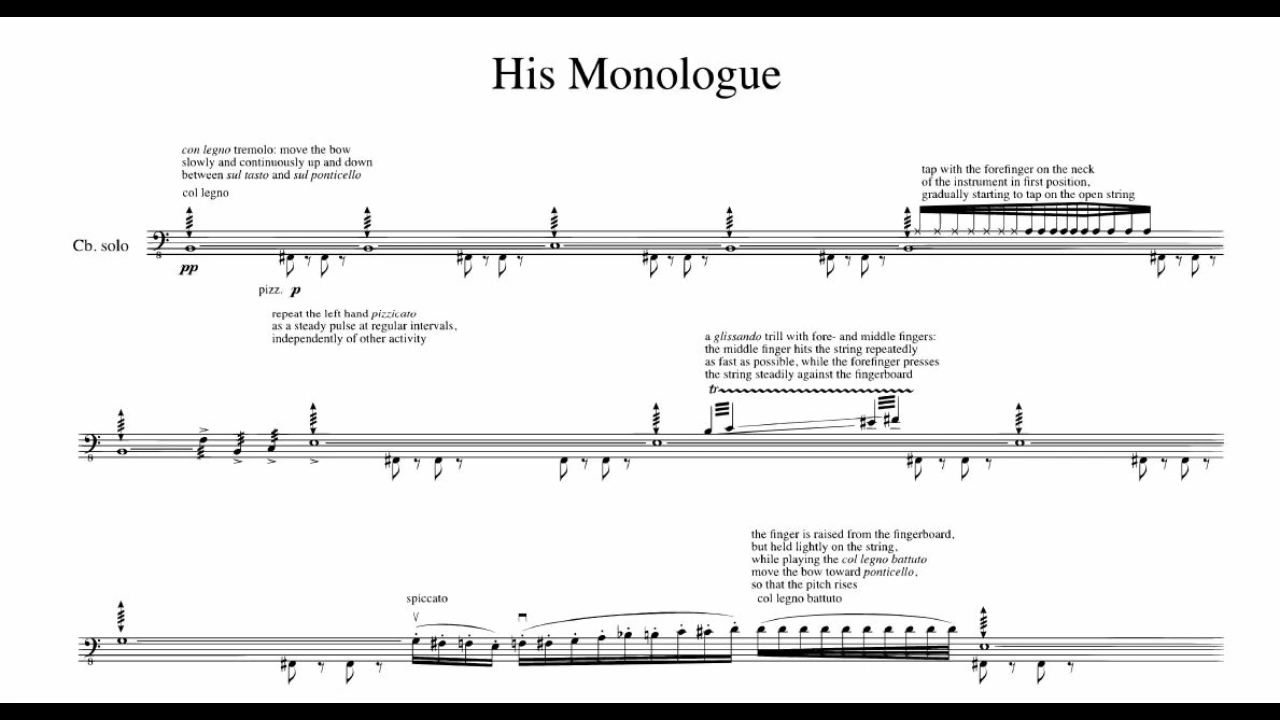 His Monologue
con legno tremolo: move the bow
slowly and continuously up and down
between sul tasto and sul ponticello
col legno
tap with the forefinger on the neck
of the instrument in first position,
gradually starting to tap on the open string
Cb. solo
8
pp
pizz. p
repeat the left hand pizzicato
as a steady pulse at regular intervals,
independently of other activity
a glissando trill with fore- and middle fingers:
the middle finger hits the string repeatedly
as fast as possible, while the forefinger presses
the string steadily against the fingerboard
tr
8
the finger is raised from the fingerboard,
but held lightly on the string,
while playing the col legno battuto
move the bow toward ponticello,
so that the pitch rises
spiccato
col legno battuto
8